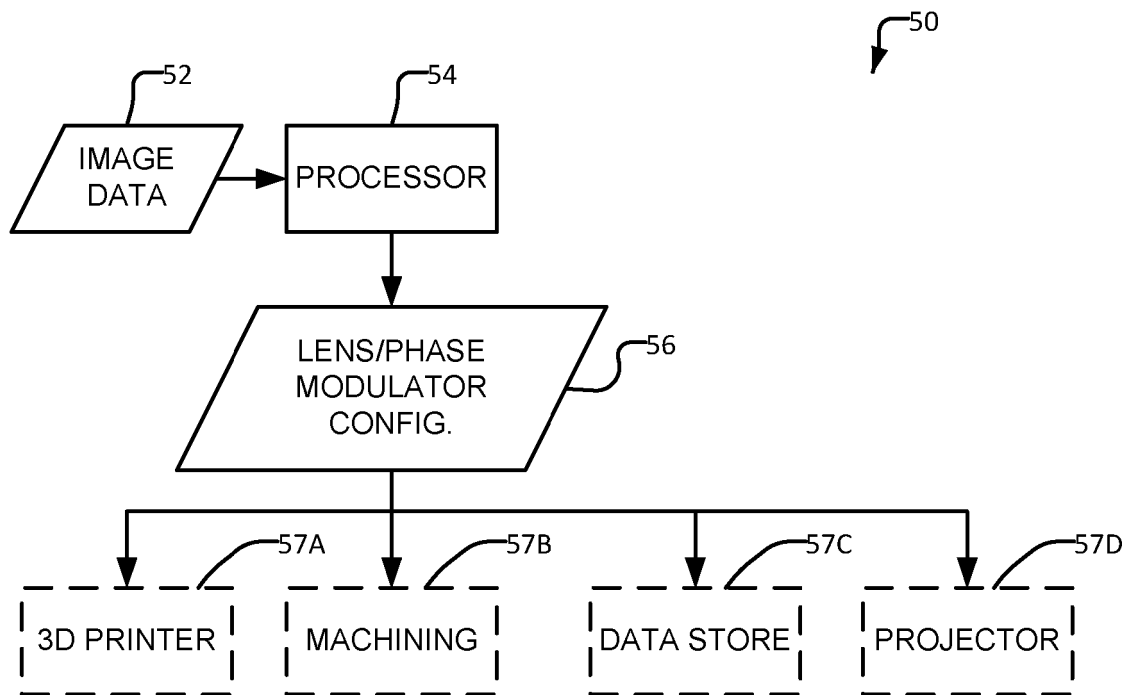 50
52
54
IMAGE
DATA
PROCESSOR
LENS/PHASE
MODULATOR
CONFIG.
56
57A
57B
57C
57D
3D PRINTER
MACHINING
DATA STORE
PROJECTOR